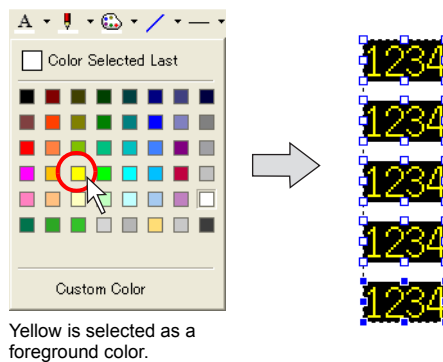 A
Color Selected Last
Custom Color
Yellow is selected as a
foreground color.
1234
1234
1234
1234
1234